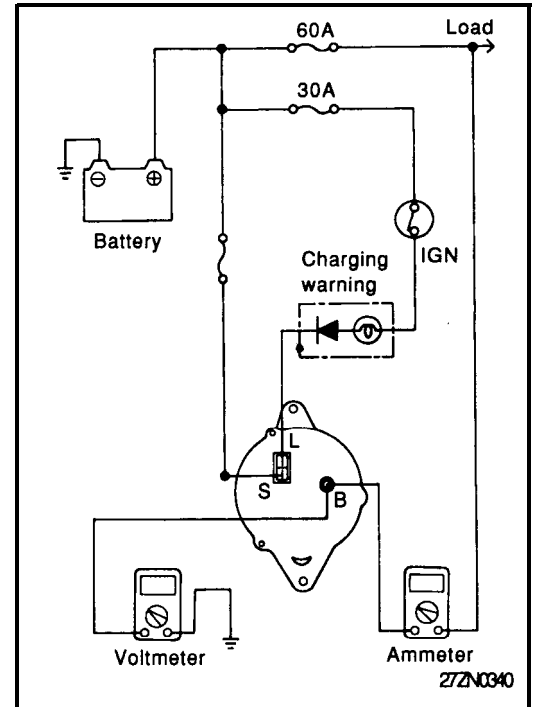 60A
Load
30A
⊖ ⊕
Battery
IGN
Charging
warning
L
S
B
Voltmeter
Ammeter
27ZN0340